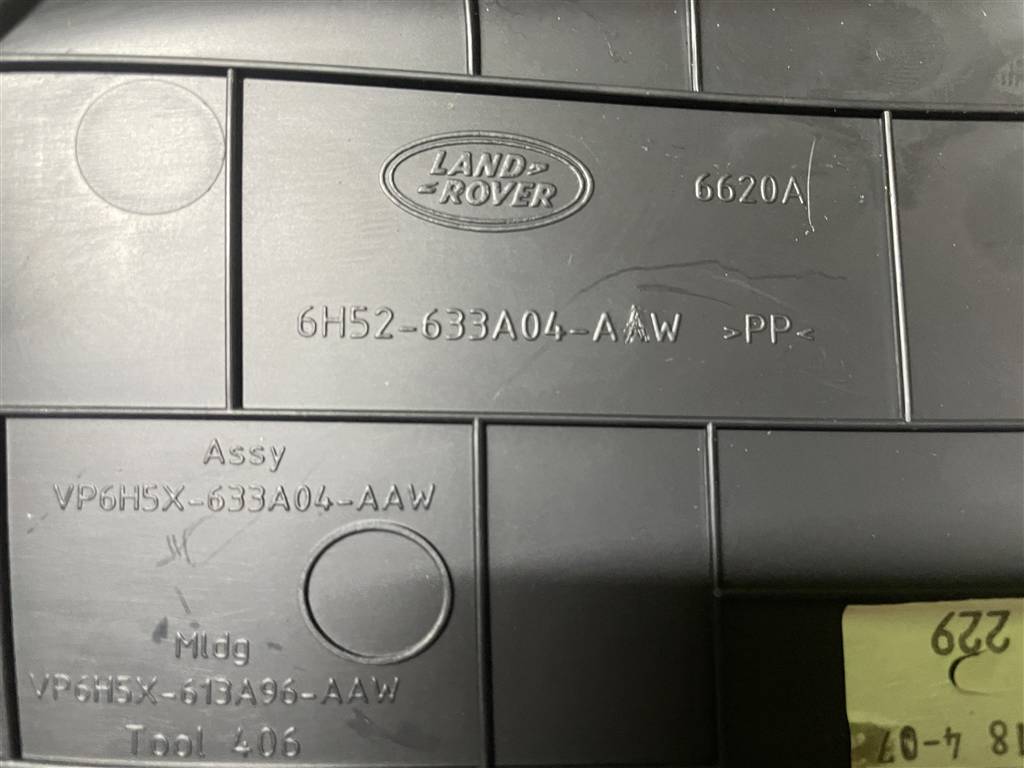 LAND
ROVER
6620A
6H52-633A04-AAW >PP<
Assy
VP6H5X-633A04-AAW
Mldg
VP6H5X-613A96-AAW
Tool 406
229
18 4-07